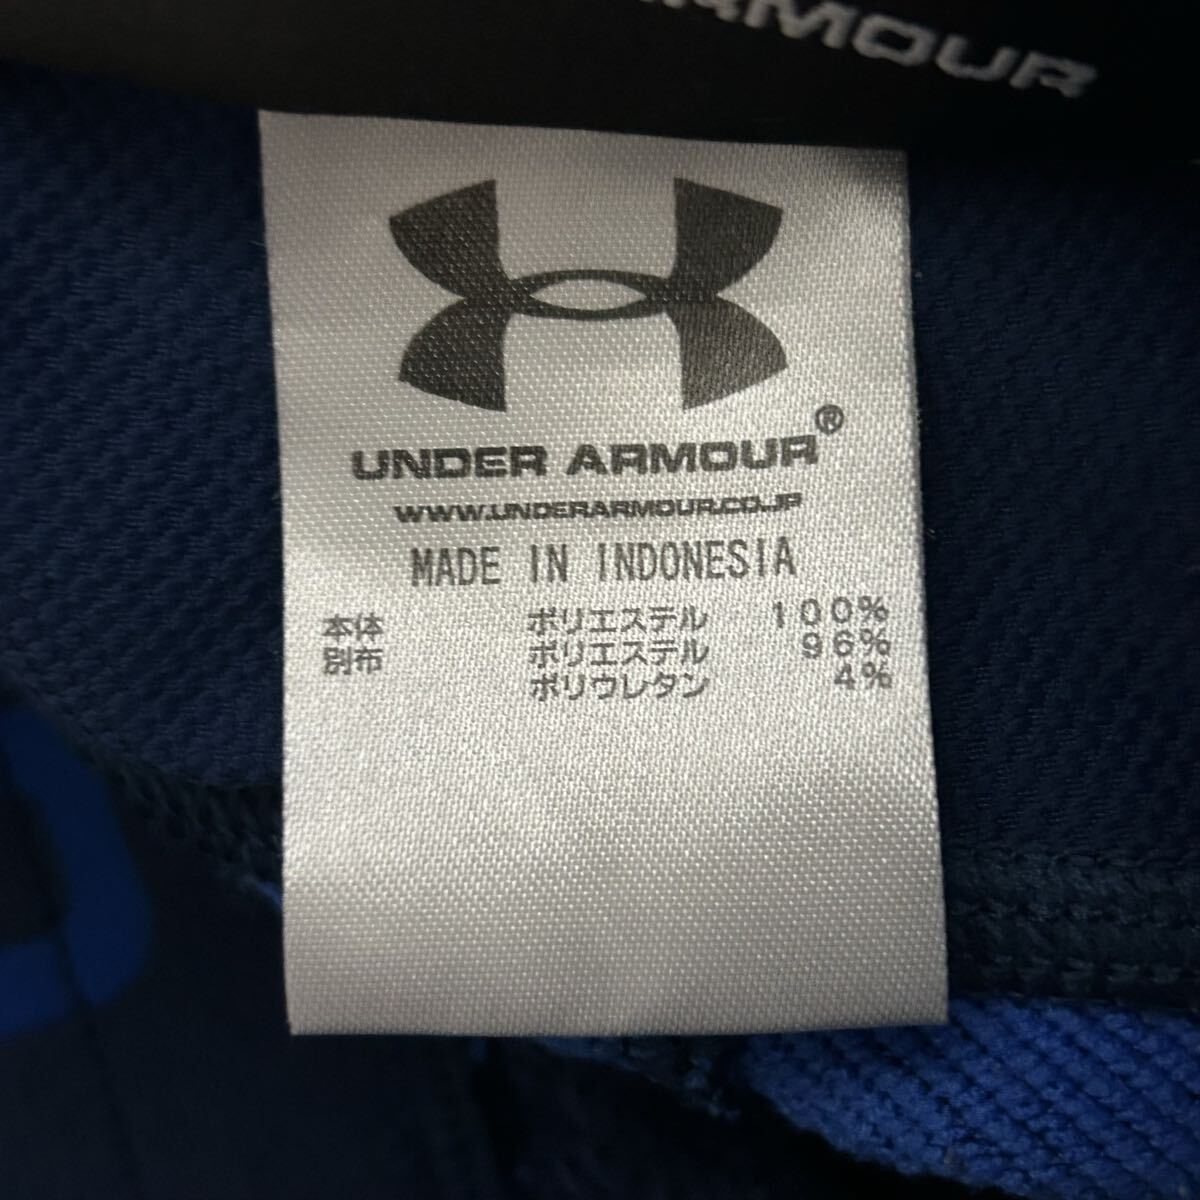 ARMOUR
UNDER ARMOUR®
WWW.UNDERARMOUR.CO.JP
MADE IN INDONESIA
本体 ポリエステル 100%
別布 ポリエステル 96%
ポリウレタン 4%